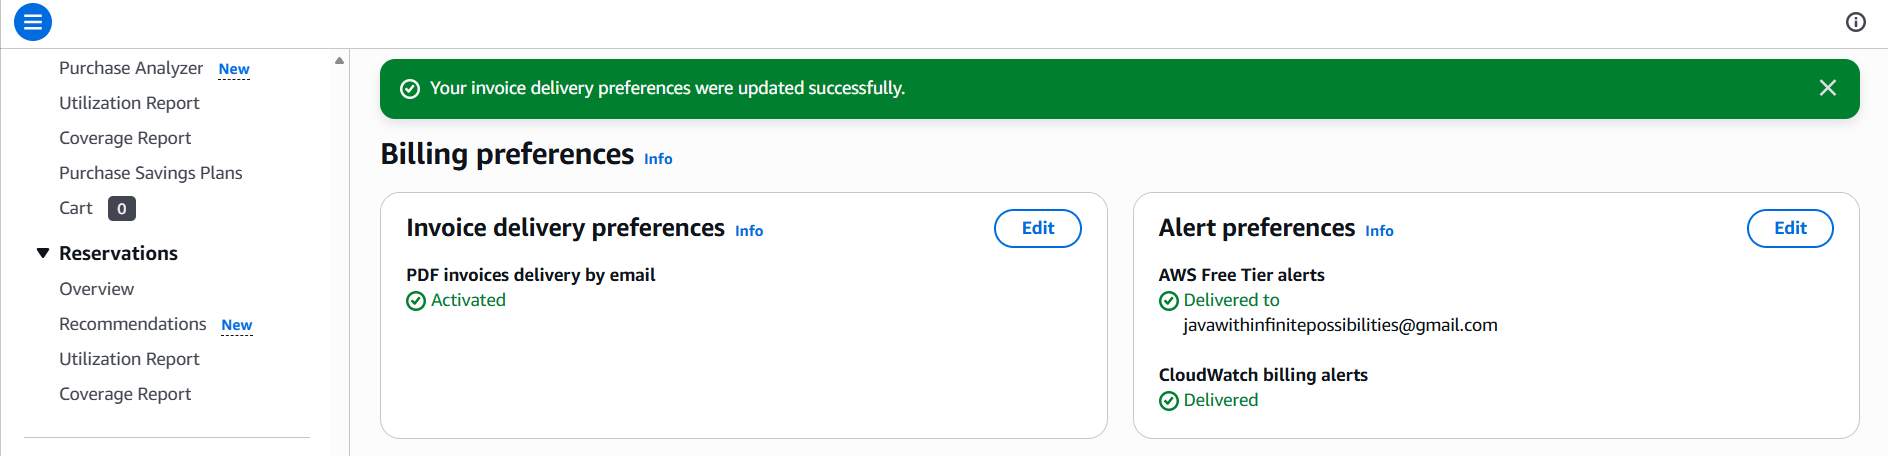 Purchase Analyzer New
Utilization Report
Coverage Report
Purchase Savings Plans
Cart 0
Reservations
Overview
Recommendations New
Utilization Report
Coverage Report
Your invoice delivery preferences were updated successfully.
Billing preferences Info
Invoice delivery preferences Info Edit
PDF invoices delivery by email
Activated
Alert preferences Info Edit
AWS Free Tier alerts
Delivered to
javawithinfinitepossibilities@gmail.com
CloudWatch billing alerts
Delivered